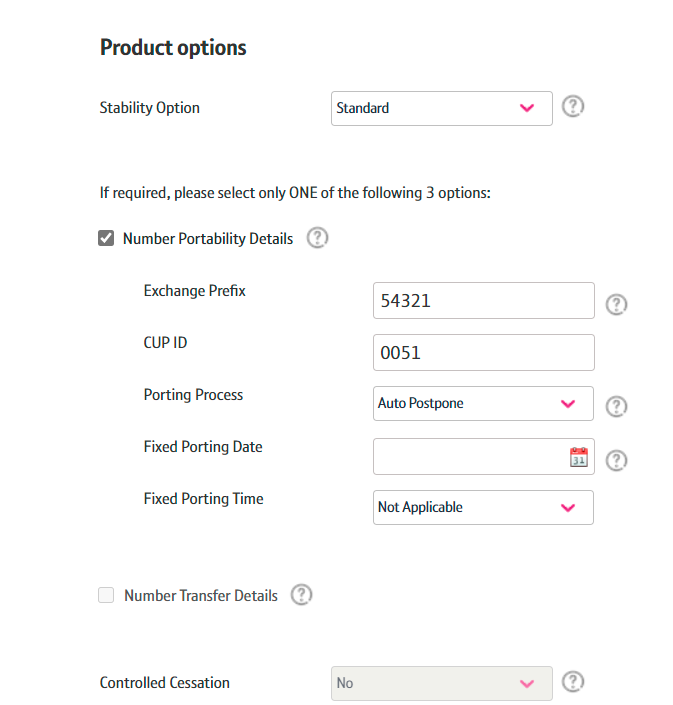 Product options
Stability Option Standard ?
If required, please select only ONE of the following 3 options:
Number Portability Details ?
Exchange Prefix 54321 ?
CUP ID 0051
Porting Process Auto Postpone ?
Fixed Porting Date 31 ?
Fixed Porting Time Not Applicable
Number Transfer Details ?
Controlled Cessation No ?